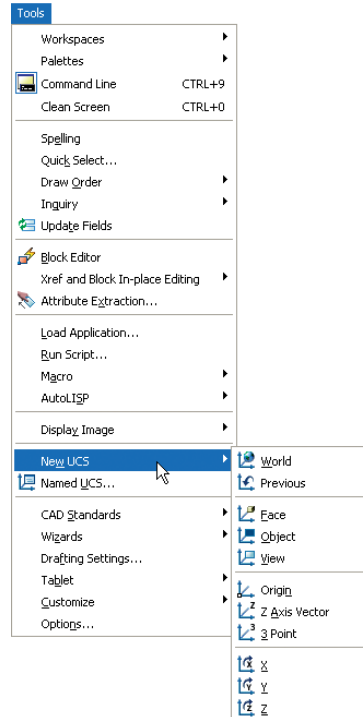 Tools
Workspaces
Palettes
Command Line CTRL+9
Clean Screen CTRL+0
Spelling
Quick Select...
Draw Order
Inquiry
Update Fields
Block Editor
Xref and Block In-place Editing
Attribute Extraction...
Load Application...
Run Script...
Macro
AutoLISP
Display Image
New UCS
Named UCS...
CAD Standards
Wizards
Drafting Settings...
Tablet
Customize
Options...
World
Previous
Face
Object
View
Origin
Z Axis Vector
3 Point
X
Y
Z